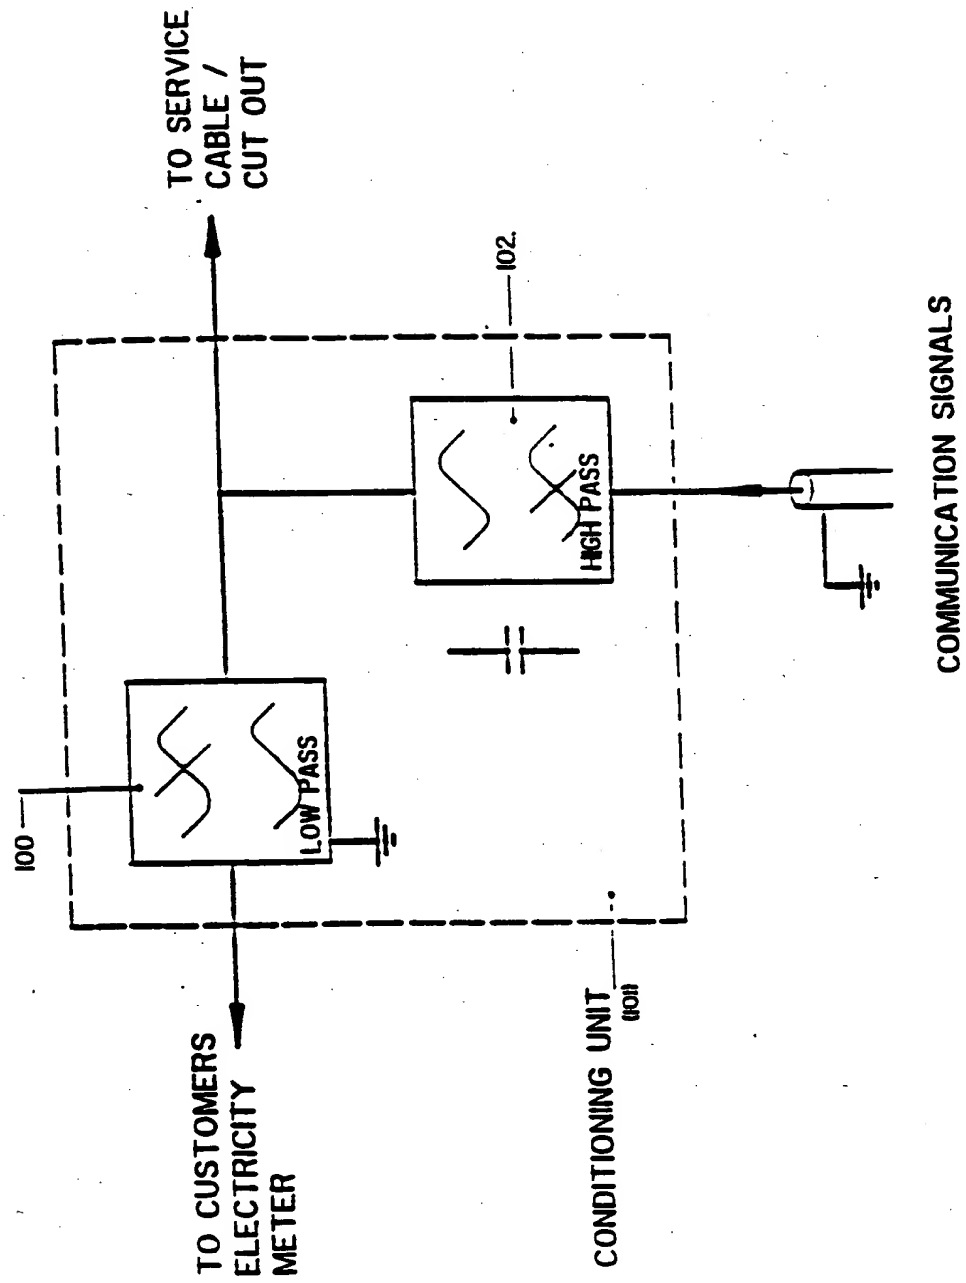 TO SERVICE
CABLE /
CUT OUT
100
102.
LOW PASS
HIGH PASS
TO CUSTOMERS
ELECTRICITY
METER
CONDITIONING UNIT
(101)
COMMUNICATION SIGNALS